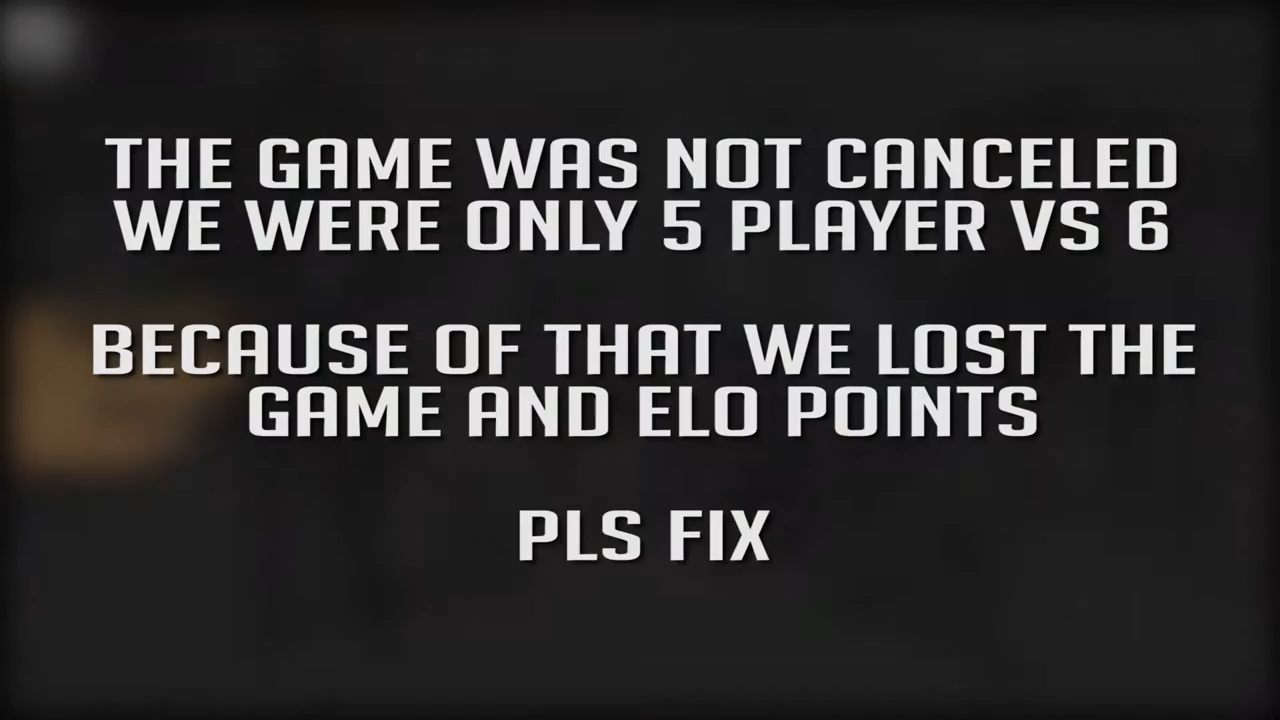 THE GAME WAS NOT CANCELED
WE WERE ONLY 5 PLAYER VS 6
BECAUSE OF THAT WE LOST THE
GAME AND ELO POINTS
PLS FIX